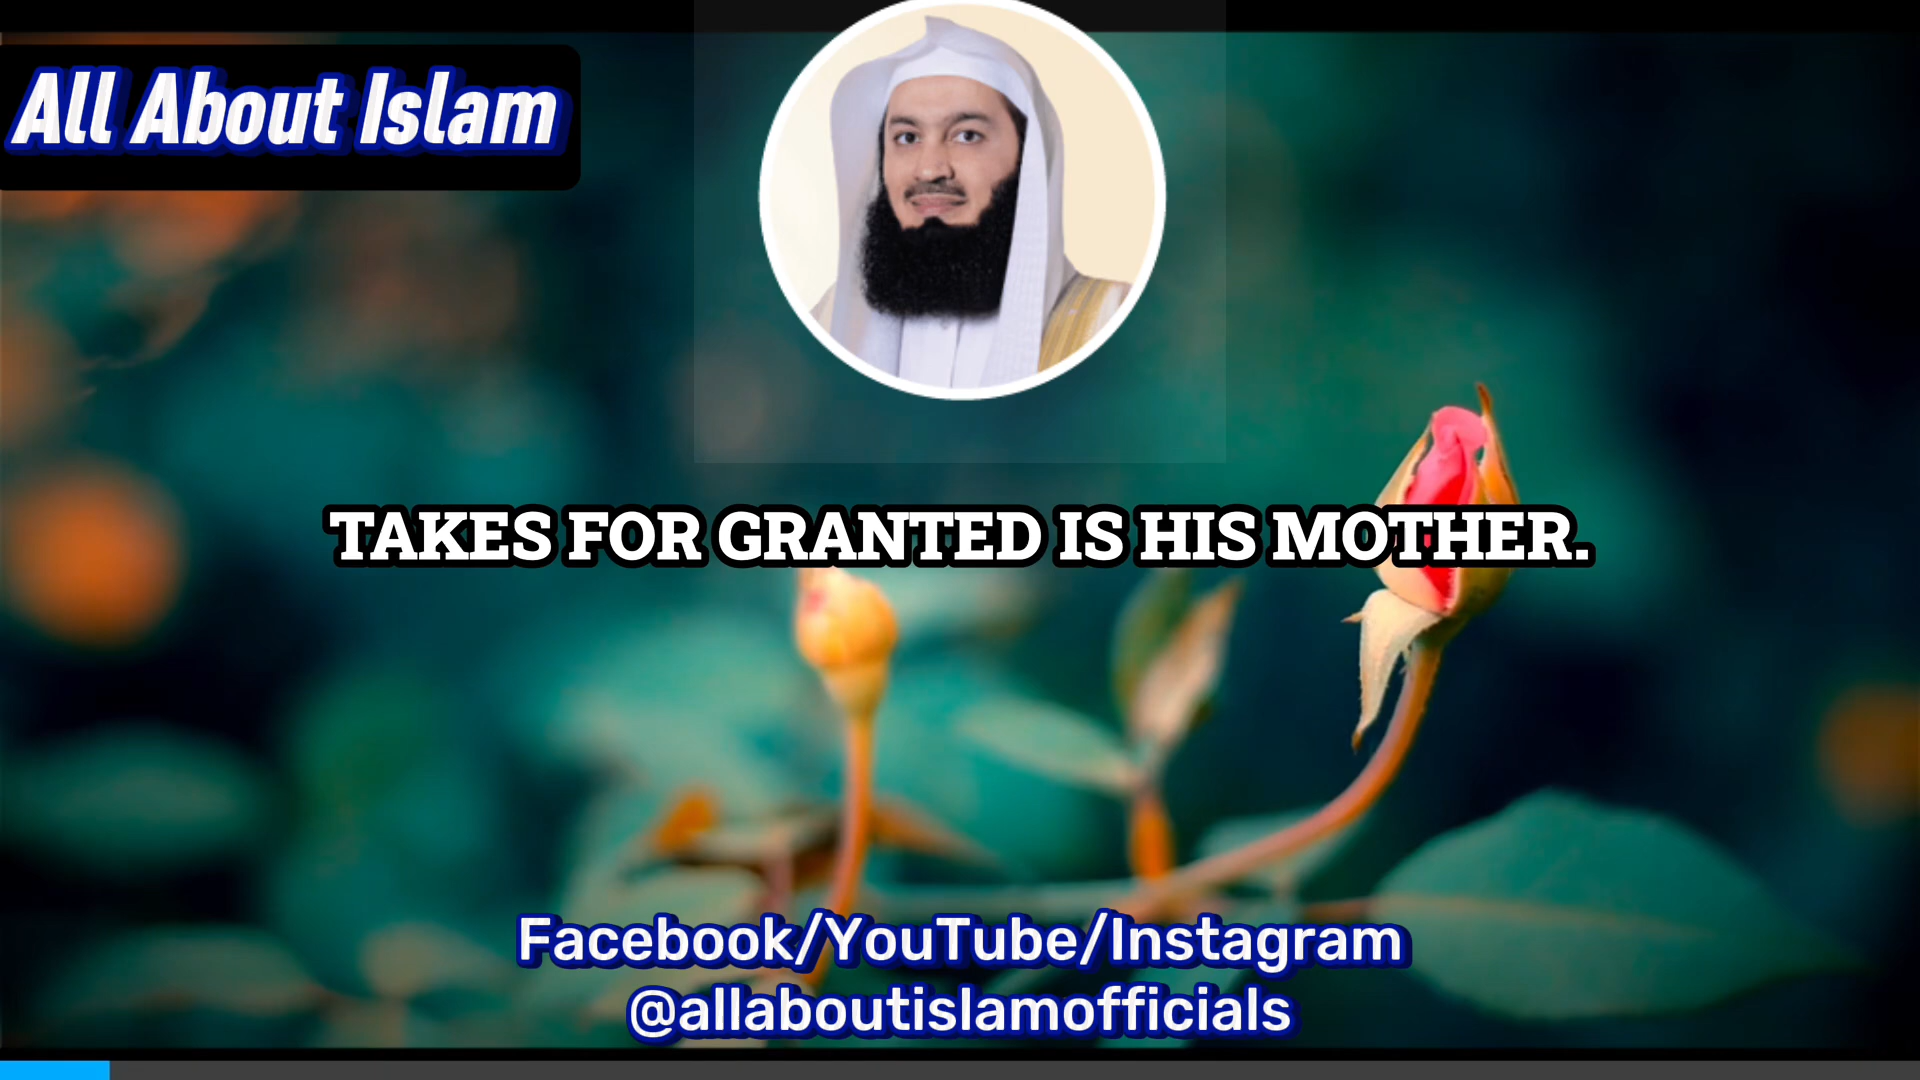 All About Islam
TAKES FOR GRANTED IS HIS MOTHER.
Facebook/YouTube/Instagram
@allaboutislamofficials